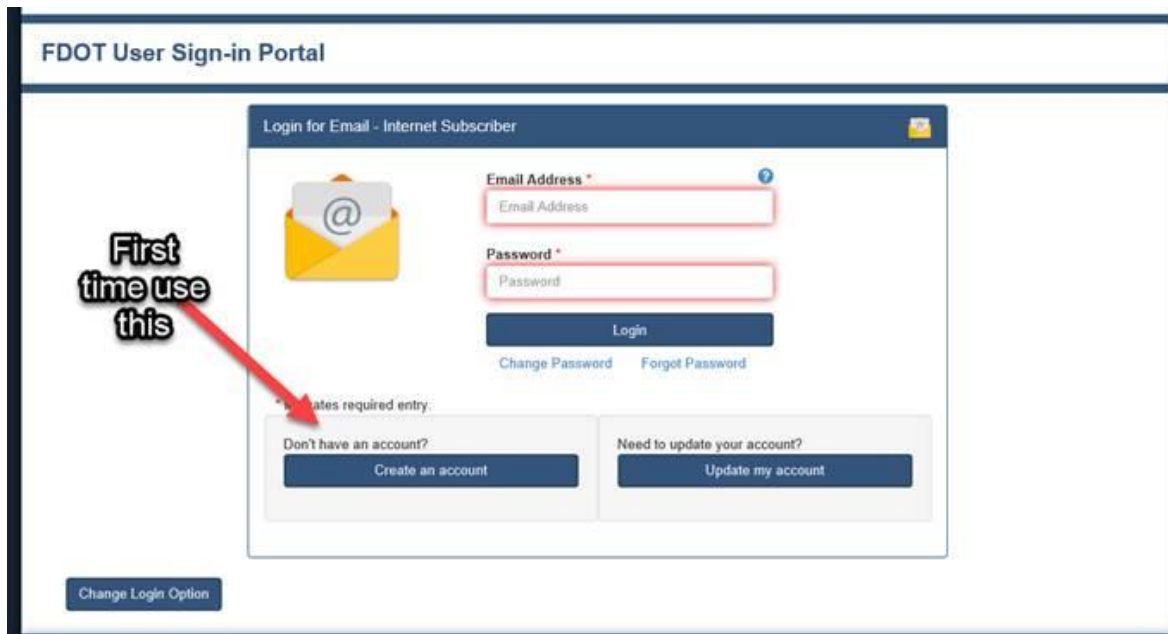 FDOT User Sign-in Portal
Login for Email - Internet Subscriber
@
Email Address *
Email Address
Password *
Password
Login
Change Password Forgot Password
First
time use
this
* required entry.
Don't have an account?
Create an account
Need to update your account?
Update my account
Change Login Option